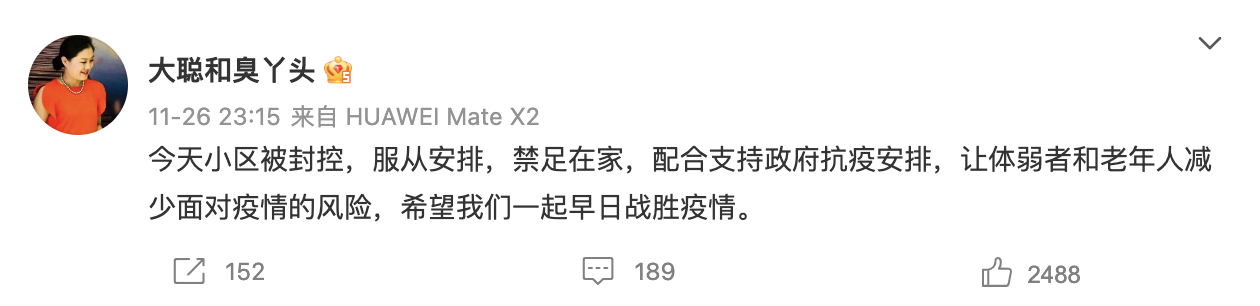 大聪和臭丫头
11-26 23:15 来自 HUAWEI Mate X2
今天小区被封控，服从安排，禁足在家，配合支持政府抗疫安排，让体弱者和老年人减
少面对疫情的风险，希望我们一起早日战胜疫情。
152 189 2488